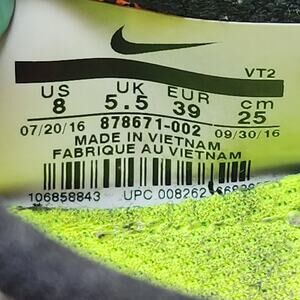 VT2
US UK EUR cm
8 5.5 39 25
07/20/16 878671-002 09/30/16
MADE IN VIETNAM
FABRIQUE AU VIETNAM
106858843 UPC 008262